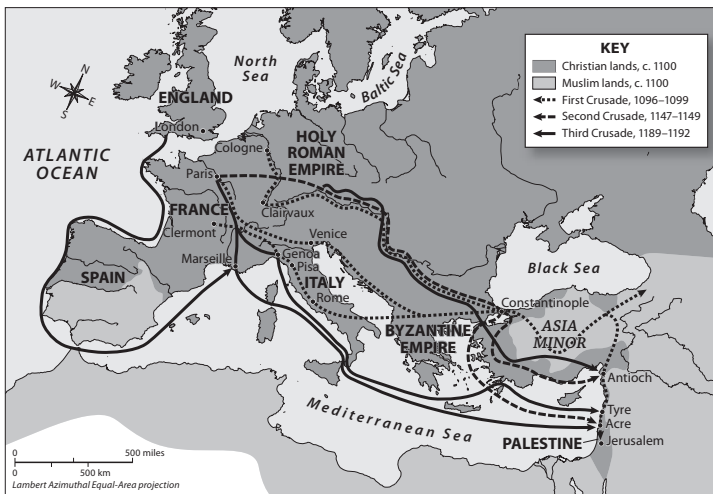 KEY
Christian lands, c. 1100
Muslim lands, c. 1100
First Crusade, 1096–1099
Second Crusade, 1147–1149
Third Crusade, 1189–1192
N
W
E
S
North
Sea
Baltic Sea
ENGLAND
London
ATLANTIC
OCEAN
Cologne
HOLY
ROMAN
EMPIRE
Paris
FRANCE
Clairvaux
Clermont
Venice
Marseille
Genoa
Pisa
SPAIN
ITALY
Rome
Black Sea
Constantinople
BYZANTINE
EMPIRE
ASIA
MINOR
Antioch
Mediterranean Sea
Tyre
Acre
PALESTINE
Jerusalem
0 500 miles
0 500 km
Lambert Azimuthal Equal-Area projection